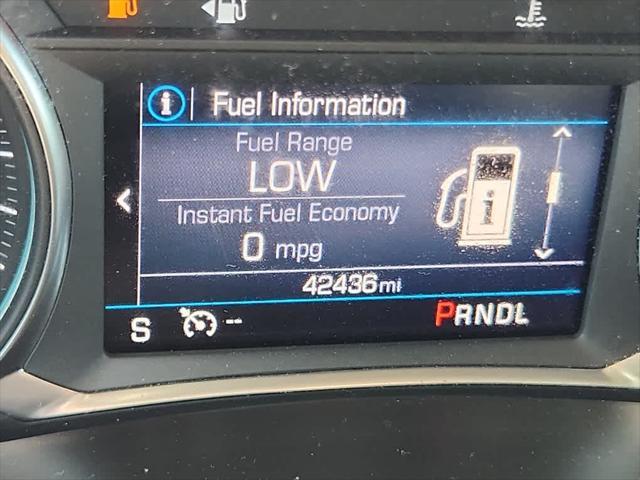 i Fuel Information
Fuel Range
LOW
Instant Fuel Economy
0 mpg
i
42436mi
S -- PRNDL